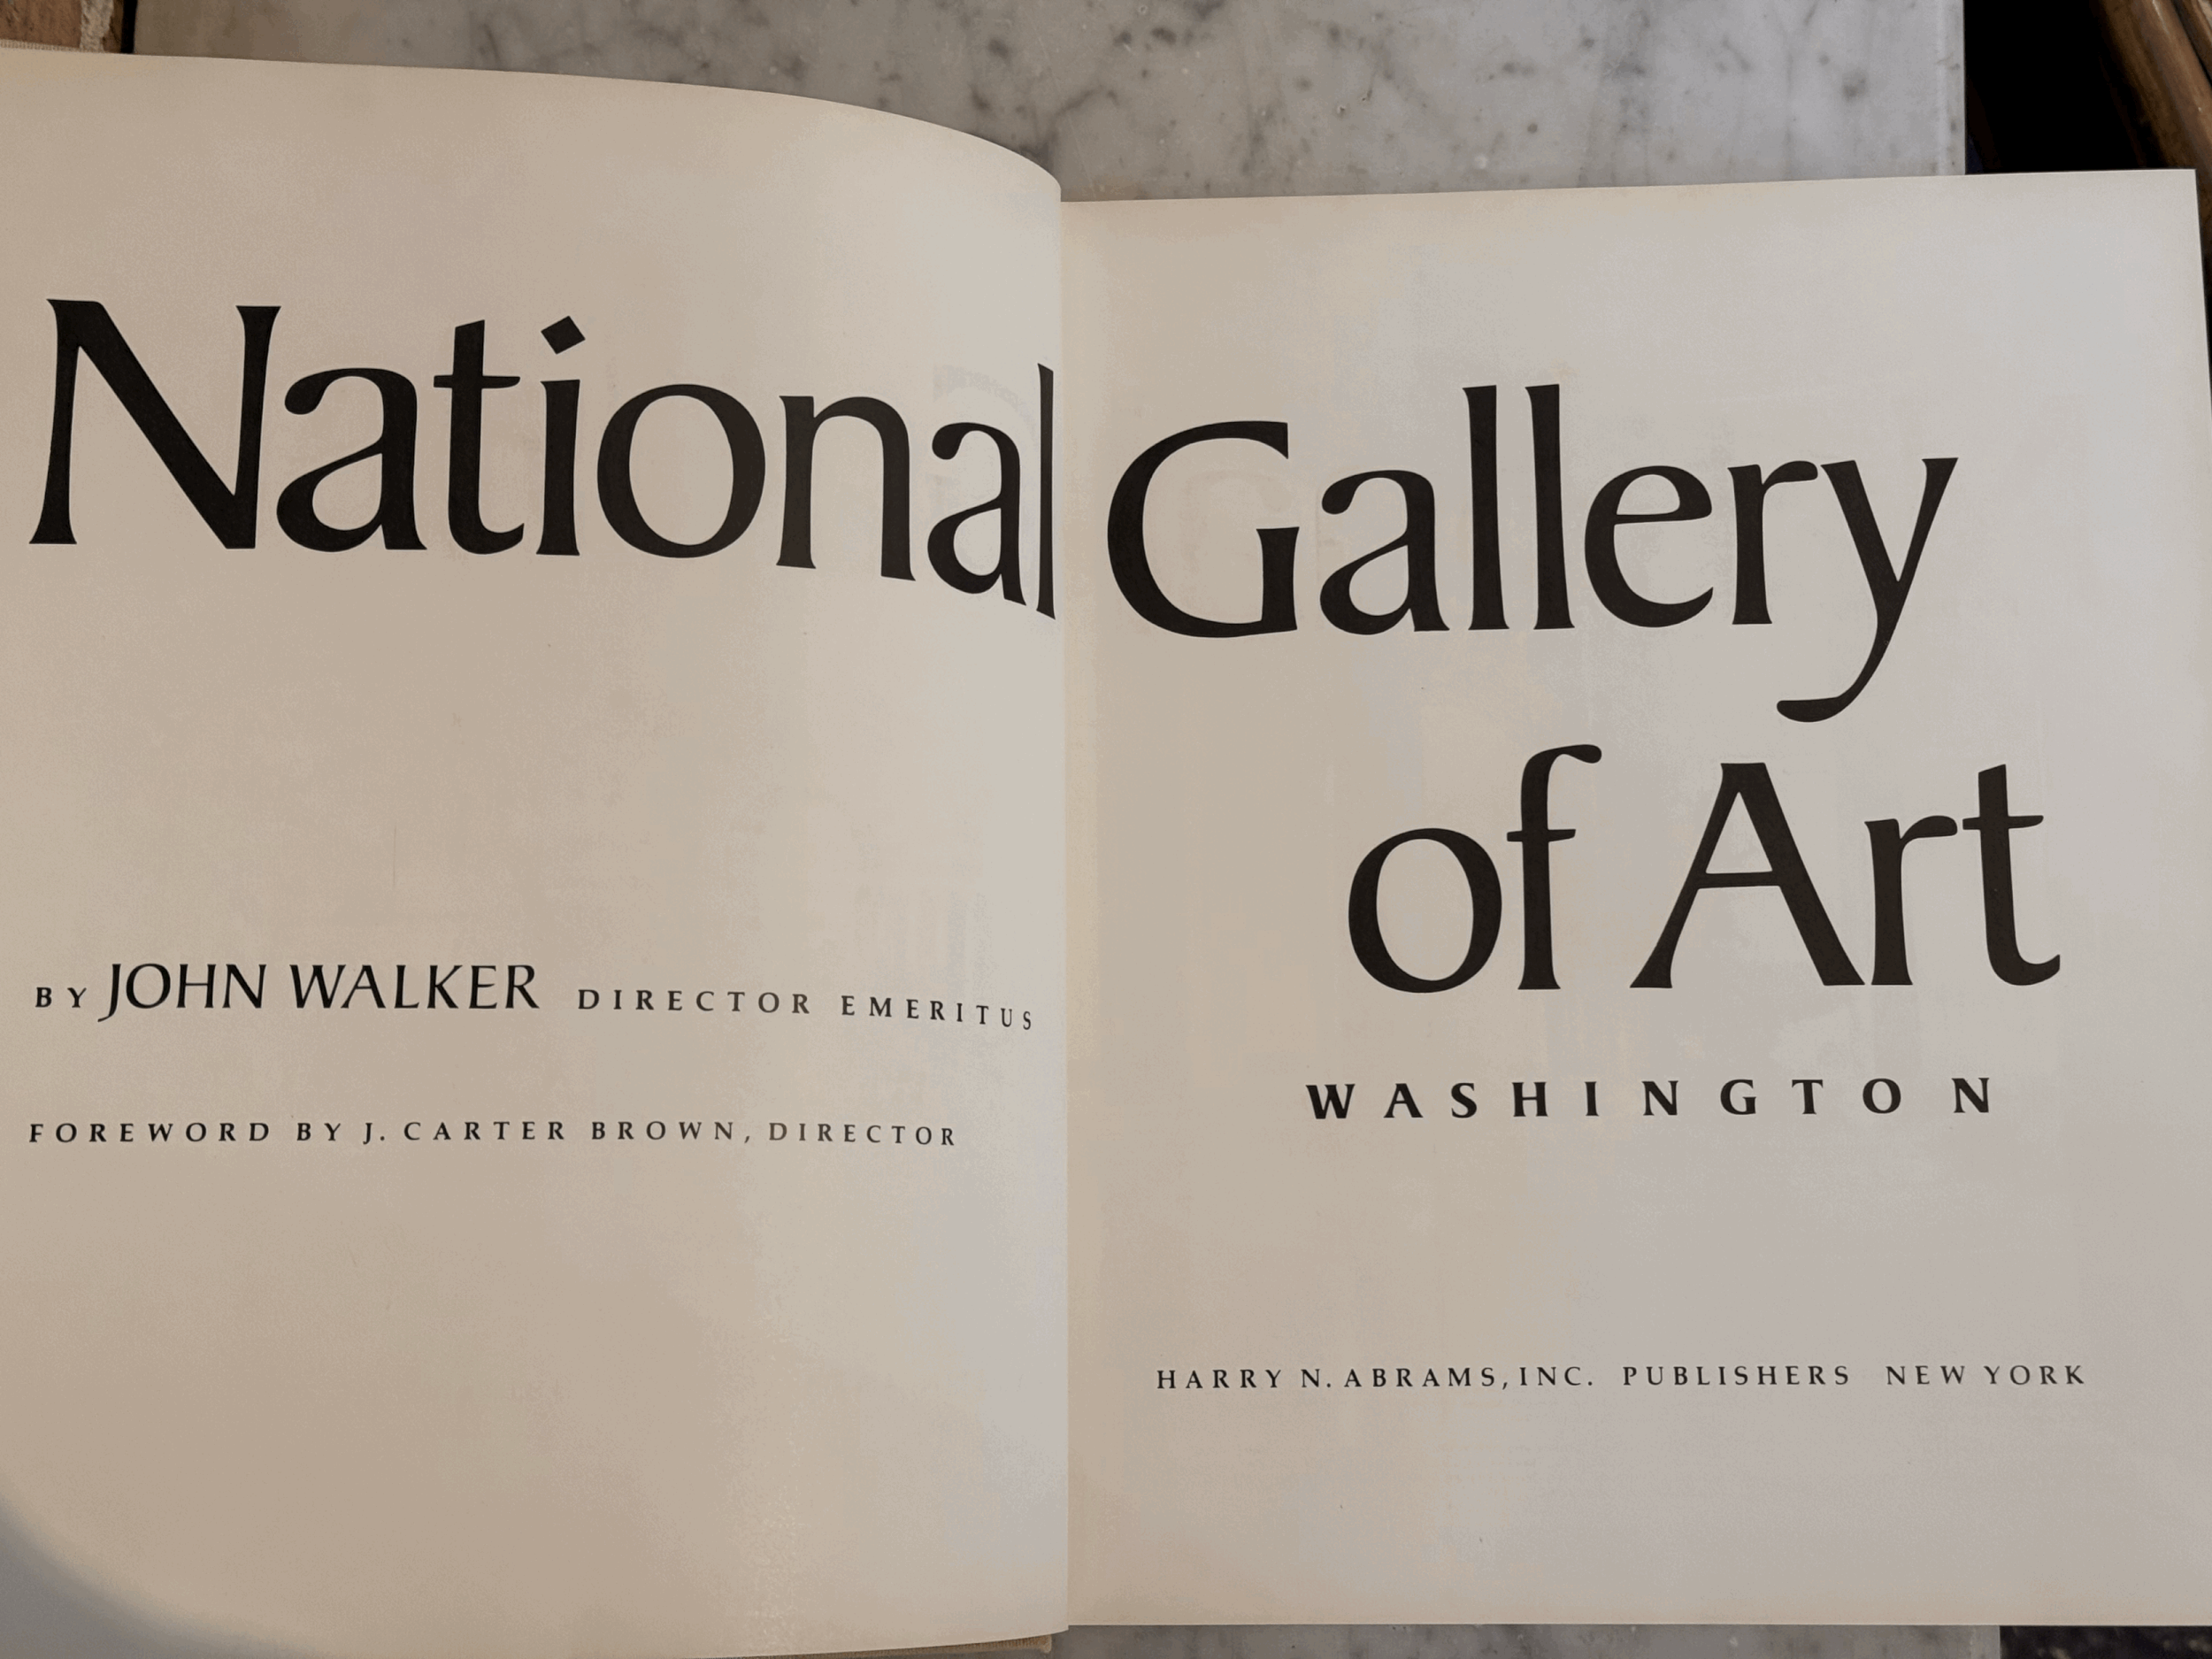 National Gallery
of Art
WASHINGTON
BY JOHN WALKER DIRECTOR EMERITUS
FOREWORD BY J. CARTER BROWN, DIRECTOR
HARRY N. ABRAMS, INC. PUBLISHERS NEW YORK